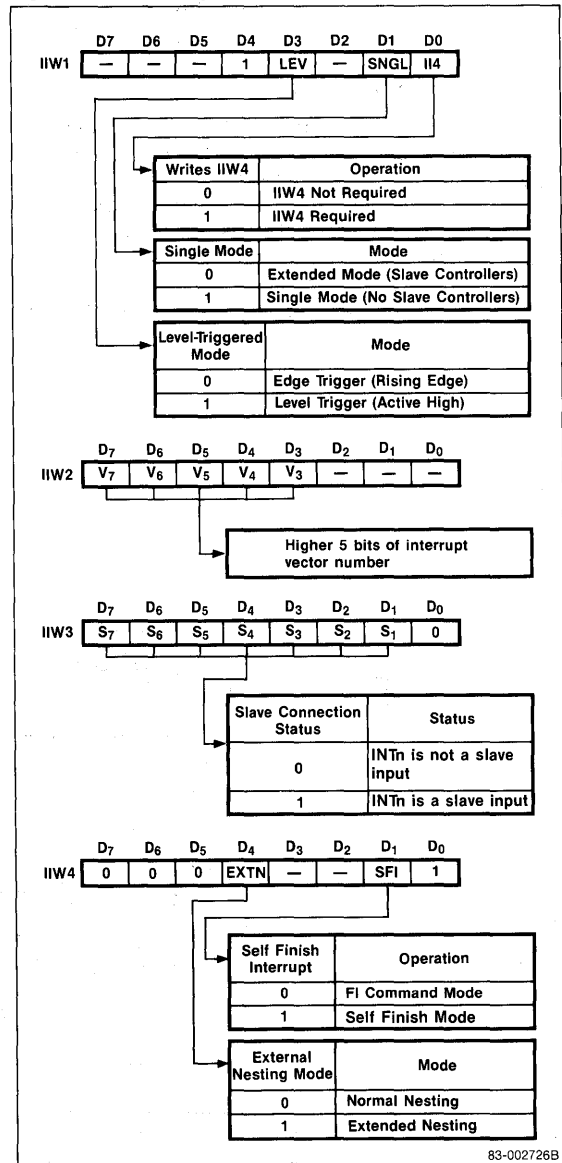 D7 D6 D5 D4 D3 D2 D1 D0
IIW1 — — — 1 LEV — SNGL II4
Writes IIW4 Operation
0 IIW4 Not Required
1 IIW4 Required
Single Mode Mode
0 Extended Mode (Slave Controllers)
1 Single Mode (No Slave Controllers)
Level-Triggered
Mode Mode
0 Edge Trigger (Rising Edge)
1 Level Trigger (Active High)
D7 D6 D5 D4 D3 D2 D1 D0
IIW2 V7 V6 V5 V4 V3 — — —
Higher 5 bits of interrupt
vector number
D7 D6 D5 D4 D3 D2 D1 D0
IIW3 S7 S6 S5 S4 S3 S2 S1 0
Slave Connection
Status Status
0 INTn is not a slave
input
1 INTn is a slave input
D7 D6 D5 D4 D3 D2 D1 D0
IIW4 0 0 0 EXTN — — SFI 1
Self Finish
Interrupt Operation
0 FI Command Mode
1 Self Finish Mode
External
Nesting Mode Mode
0 Normal Nesting
1 Extended Nesting
83-002726B